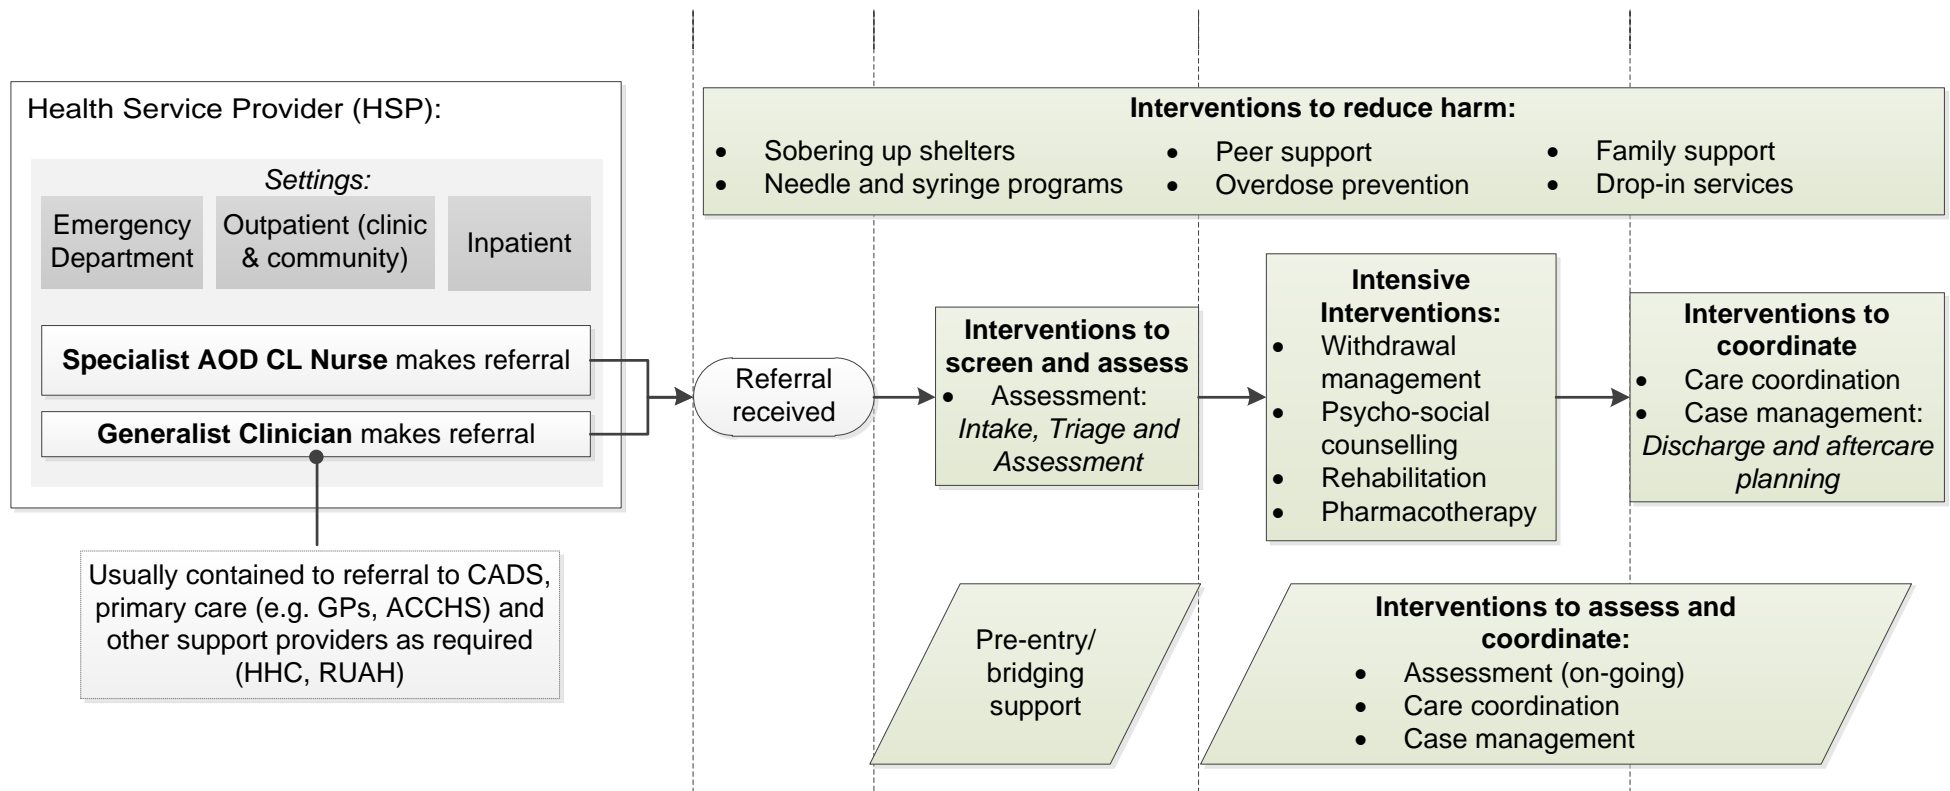 Health Service Provider (HSP):
Settings:
Emergency
Department
Outpatient (clinic
& community)
Inpatient
Specialist AOD CL Nurse makes referral
Generalist Clinician makes referral
Usually contained to referral to CADS,
primary care (e.g. GPs, ACCHS) and
other support providers as required
(HHC, RUAH)
Referral
received
Interventions to reduce harm:
• Sobering up shelters
• Needle and syringe programs
• Peer support
• Overdose prevention
• Family support
• Drop-in services
Interventions to
screen and assess
• Assessment:
Intake, Triage and
Assessment
Intensive
Interventions:
• Withdrawal
management
• Psycho-social
counselling
• Rehabilitation
• Pharmacotherapy
Interventions to
coordinate
• Care coordination
• Case management:
Discharge and aftercare
planning
Pre-entry/
bridging
support
Interventions to assess and
coordinate:
• Assessment (on-going)
• Care coordination
• Case management